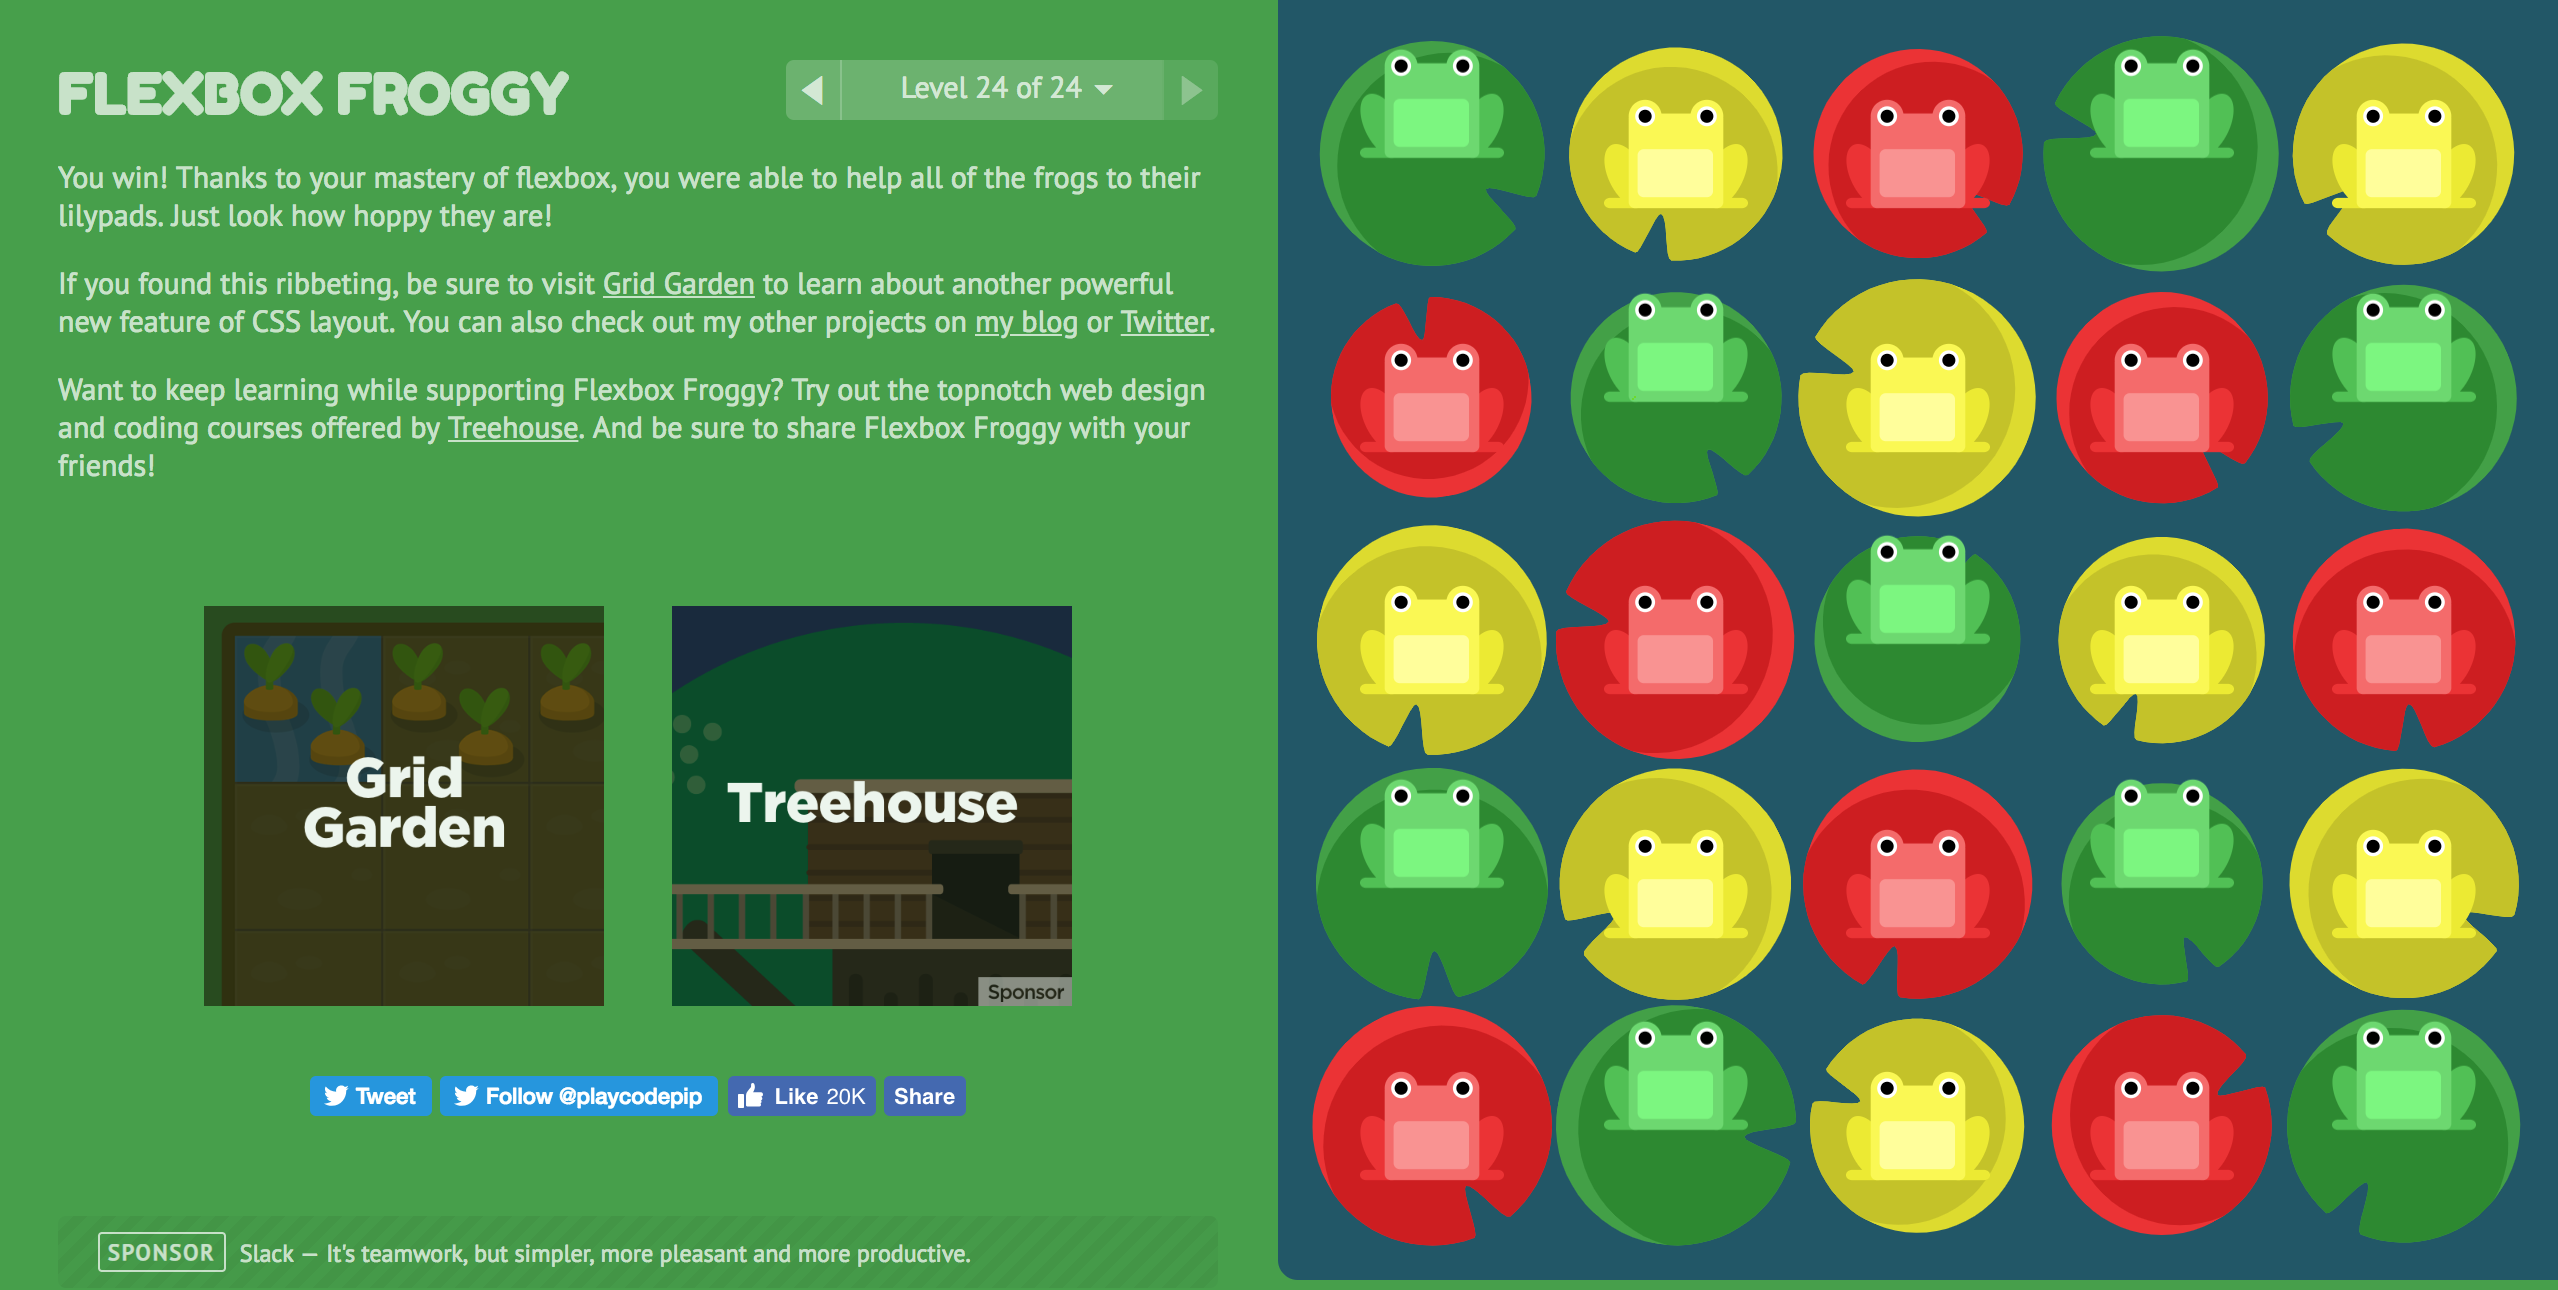 FLEXBOX FROGGY
Level 24 of 24
You win! Thanks to your mastery of flexbox, you were able to help all of the frogs to their
lilypads. Just look how hoppy they are!
If you found this ribbeting, be sure to visit Grid Garden to learn about another powerful
new feature of CSS layout. You can also check out my other projects on my blog or Twitter.
Want to keep learning while supporting Flexbox Froggy? Try out the topnotch web design
and coding courses offered by Treehouse. And be sure to share Flexbox Froggy with your
friends!
Grid
Garden
Treehouse
Sponsor
Tweet
Follow @playcodepip
Like 20K
Share
SPONSOR
Slack — It's teamwork, but simpler, more pleasant and more productive.